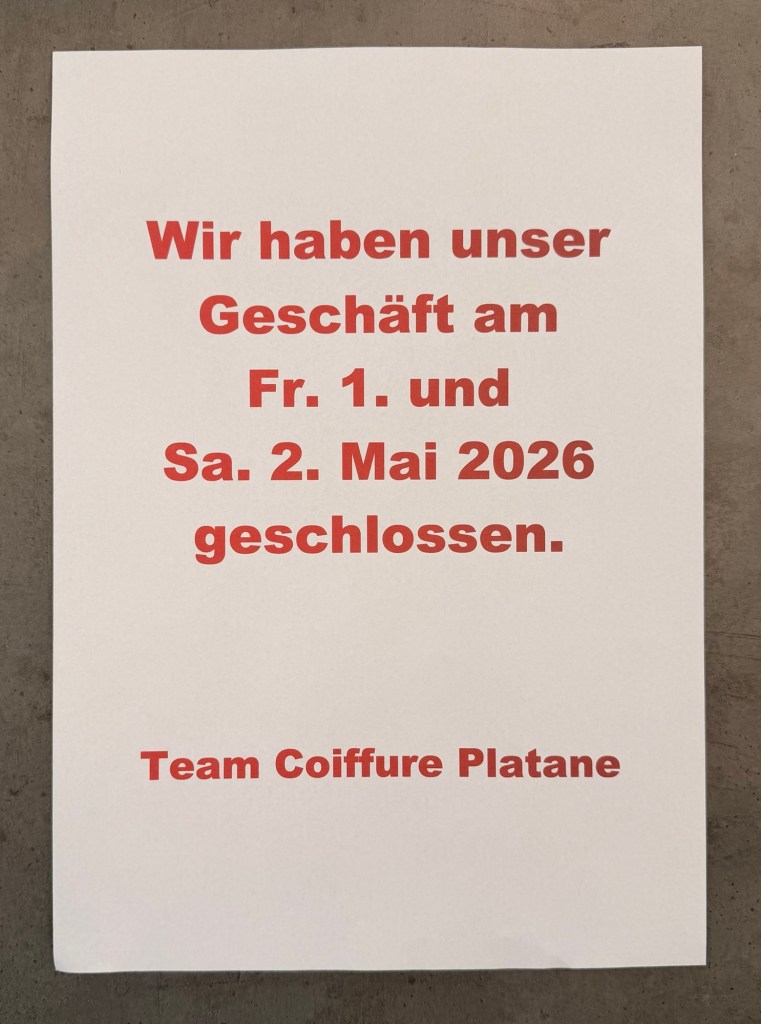 Wir haben unser
Geschäft am
Fr. 1. und
Sa. 2. Mai 2026
geschlossen.
Team Coiffure Platane